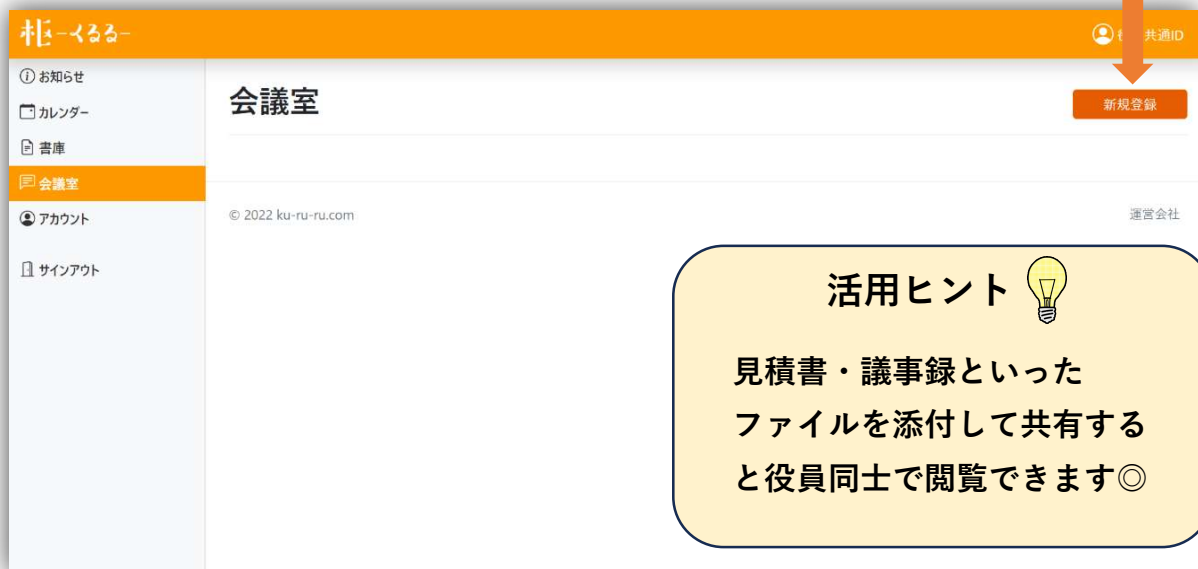 枢-くるる-
共通ID
お知らせ
カレンダー
書庫
会議室
アカウント
サインアウト
会議室
新規登録
© 2022 ku-ru-ru.com
運営会社
活用ヒント
見積書・議事録といった
ファイルを添付して共有する
と役員同士で閲覧できます◎